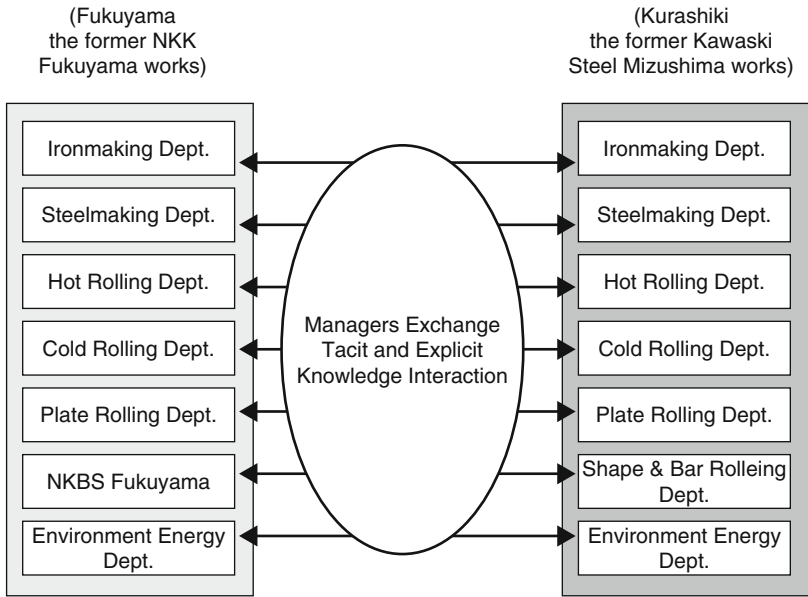 (Fukuyama
the former NKK
Fukuyama works)
(Kurashiki
the former Kawaski
Steel Mizushima works)
Ironmaking Dept.
Steelmaking Dept.
Hot Rolling Dept.
Cold Rolling Dept.
Plate Rolling Dept.
NKBS Fukuyama
Environment Energy
Dept.
Managers Exchange
Tacit and Explicit
Knowledge Interaction
Ironmaking Dept.
Steelmaking Dept.
Hot Rolling Dept.
Cold Rolling Dept.
Plate Rolling Dept.
Shape & Bar Rolleing
Dept.
Environment Energy
Dept.